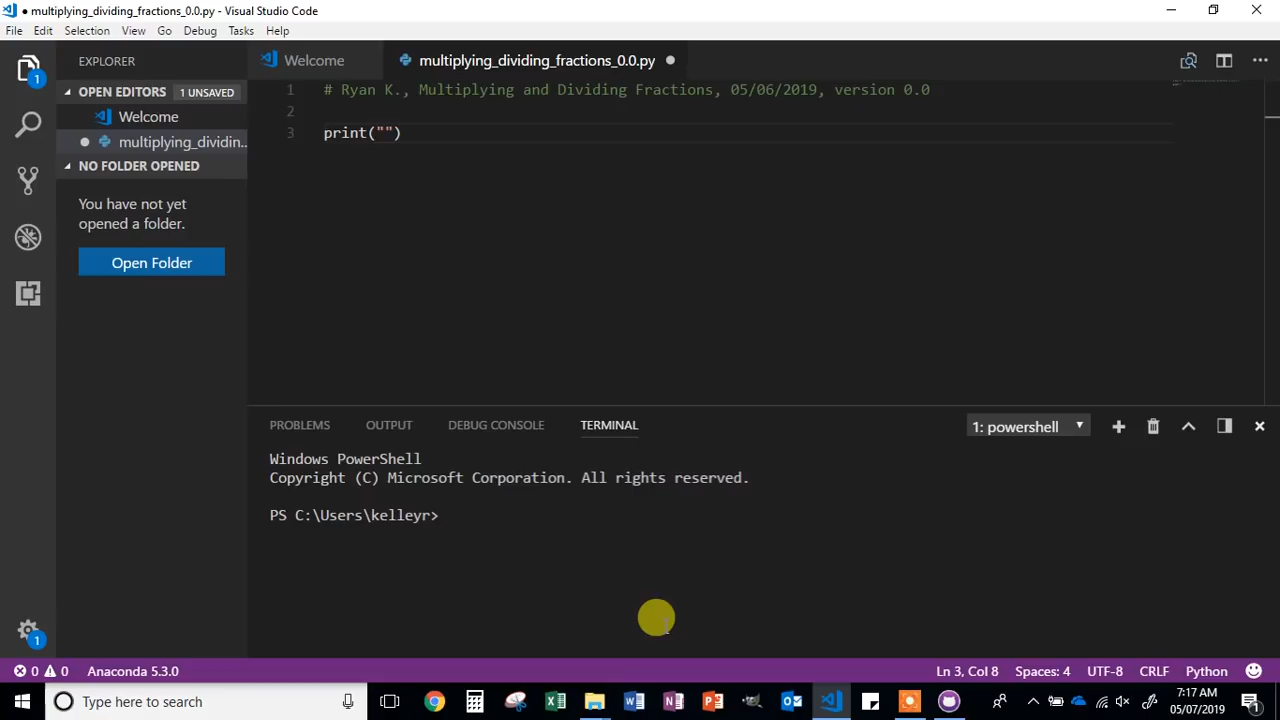 ● multiplying_dividing_fractions_0.0.py - Visual Studio Code
File Edit Selection View Go Debug Tasks Help
EXPLORER
Welcome
multiplying_dividing_fractions_0.0.py ●
1
OPEN EDITORS 1 UNSAVED
Welcome
● multiplying_dividin...
NO FOLDER OPENED
You have not yet
opened a folder.
Open Folder
1 # Ryan K., Multiplying and Dividing Fractions, 05/06/2019, version 0.0
2
3 print("")
PROBLEMS OUTPUT DEBUG CONSOLE TERMINAL
1: powershell
Windows PowerShell
Copyright (C) Microsoft Corporation. All rights reserved.
PS C:\Users\kelleyr>
1
0 0 Anaconda 5.3.0
Ln 3, Col 8 Spaces: 4 UTF-8 CRLF Python
Type here to search
7:17 AM
05/07/2019
1